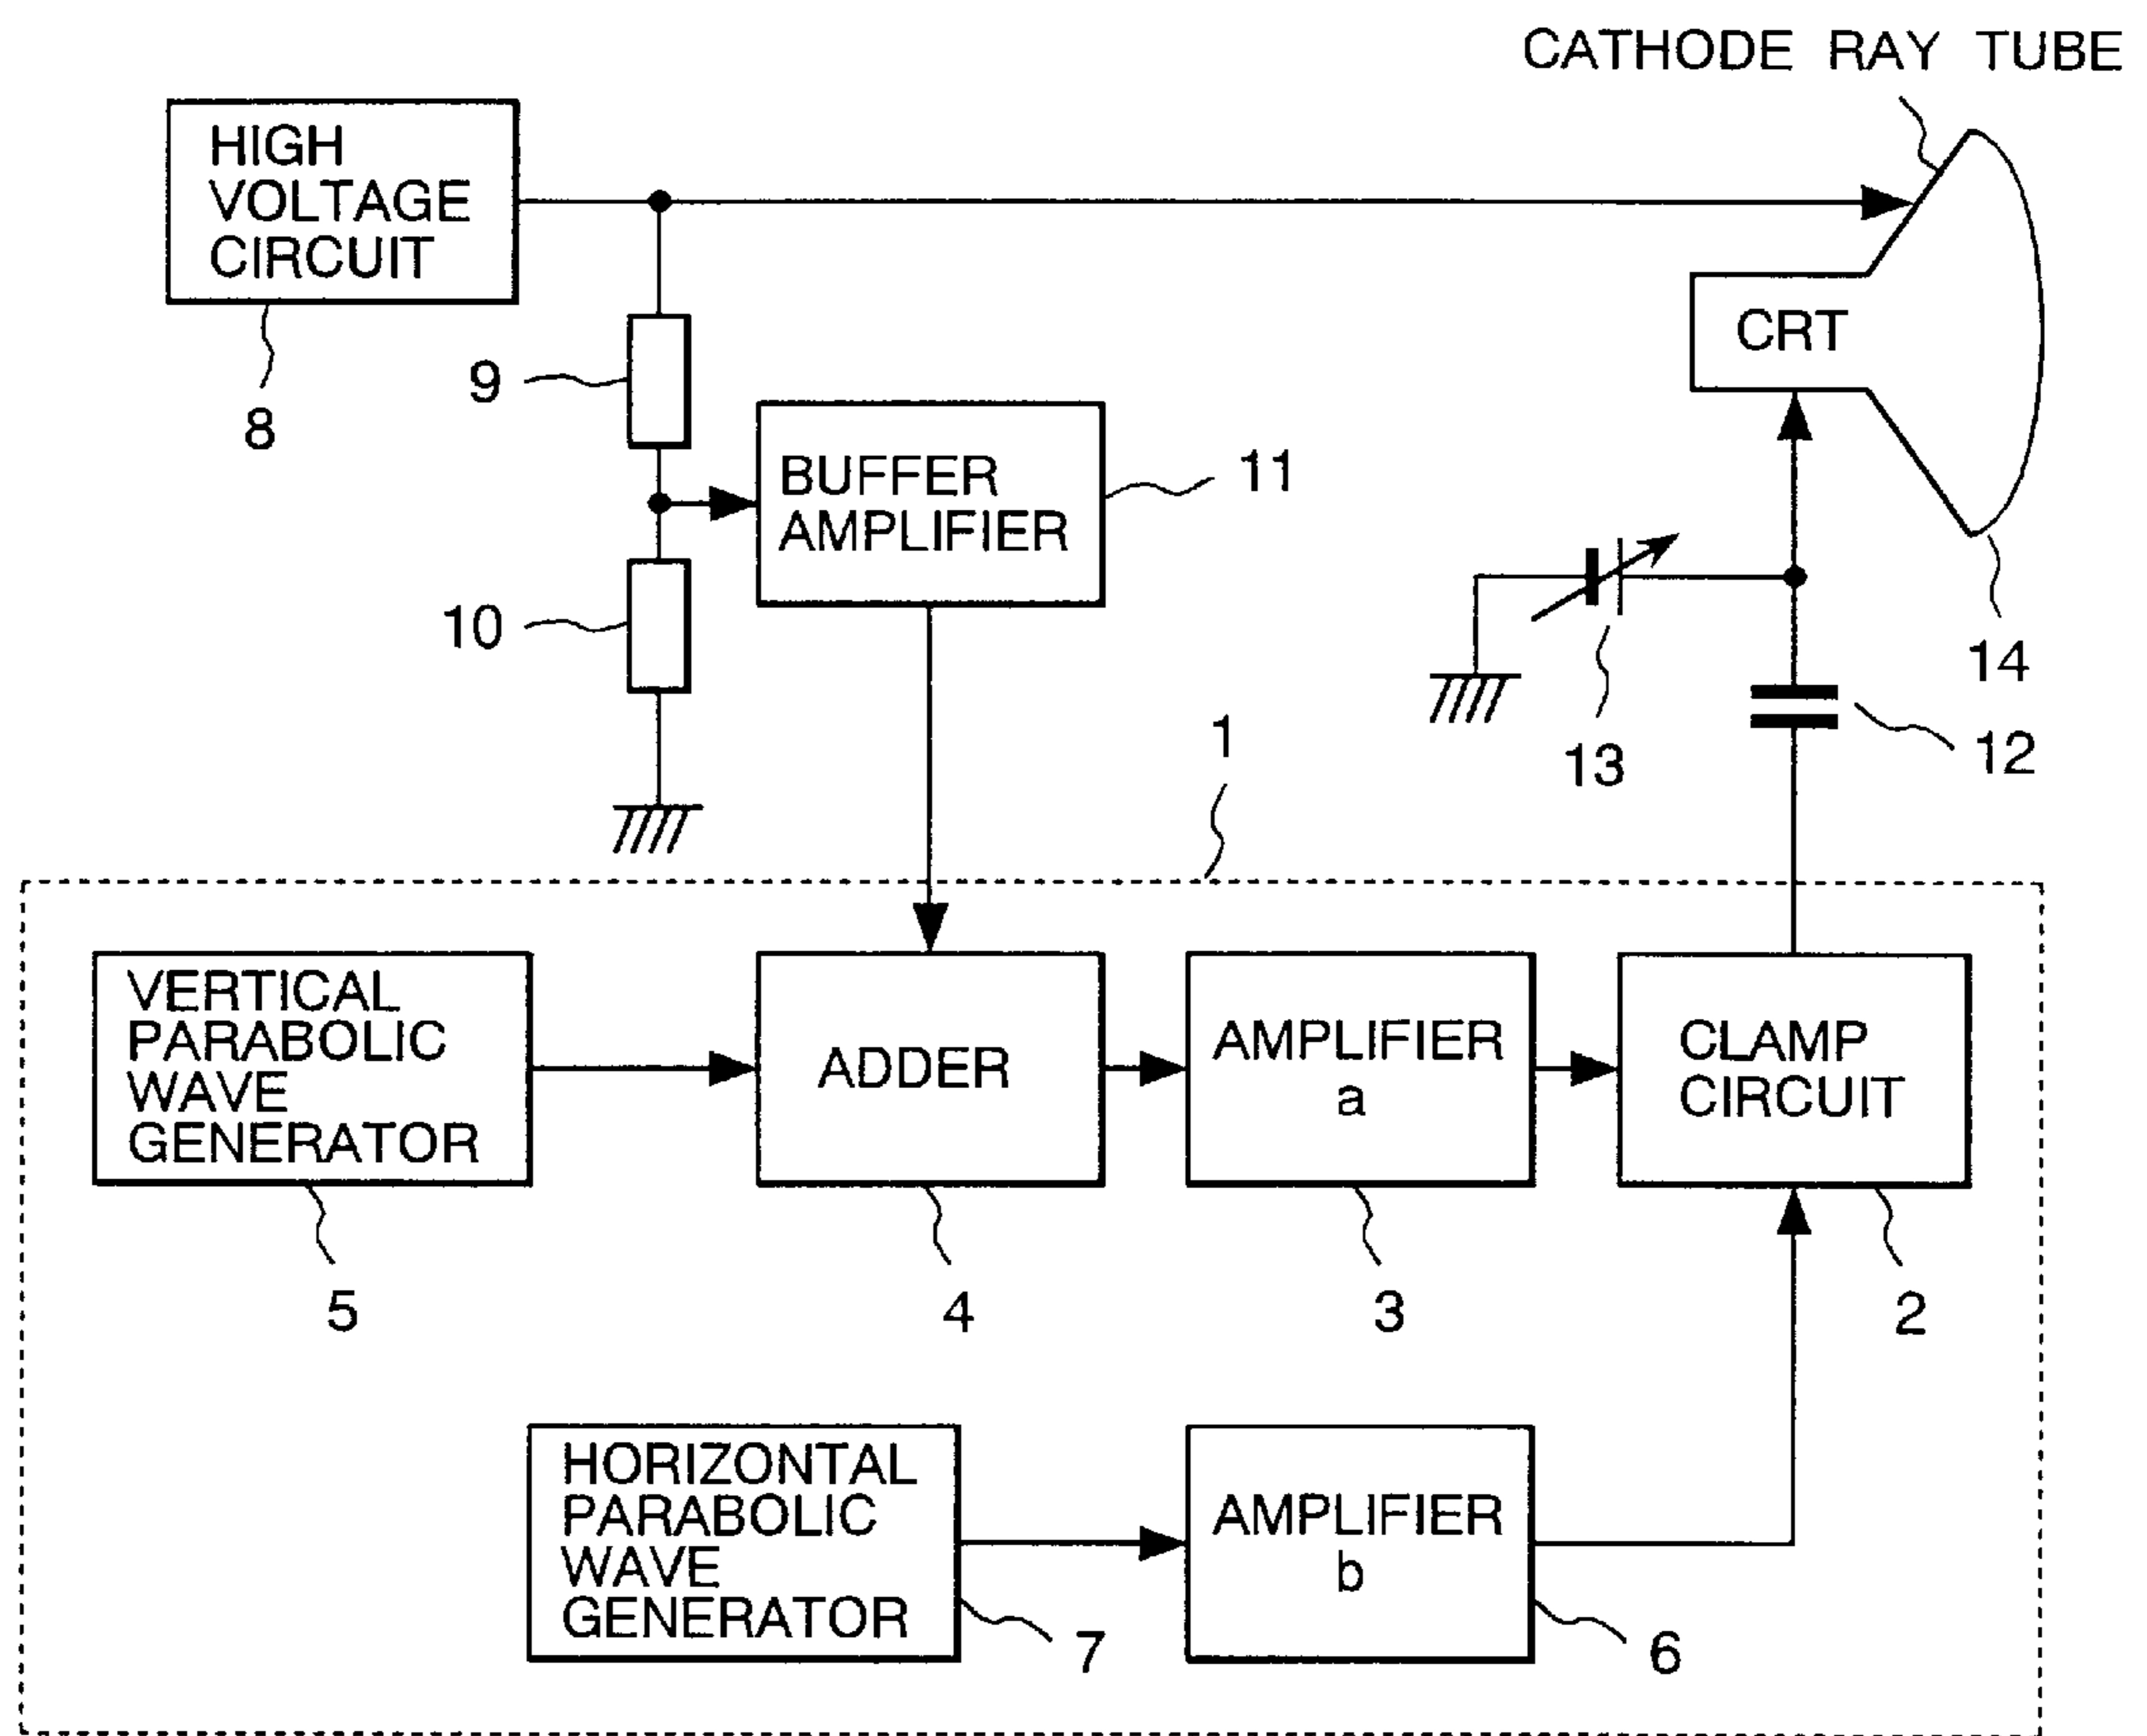 CATHODE RAY TUBE
HIGH
VOLTAGE
CIRCUIT
8
9
10
BUFFER
AMPLIFIER
11
CRT
14
13
12
1
VERTICAL
PARABOLIC
WAVE
GENERATOR
5
ADDER
4
AMPLIFIER
a
3
CLAMP
CIRCUIT
2
HORIZONTAL
PARABOLIC
WAVE
GENERATOR
7
AMPLIFIER
b
6